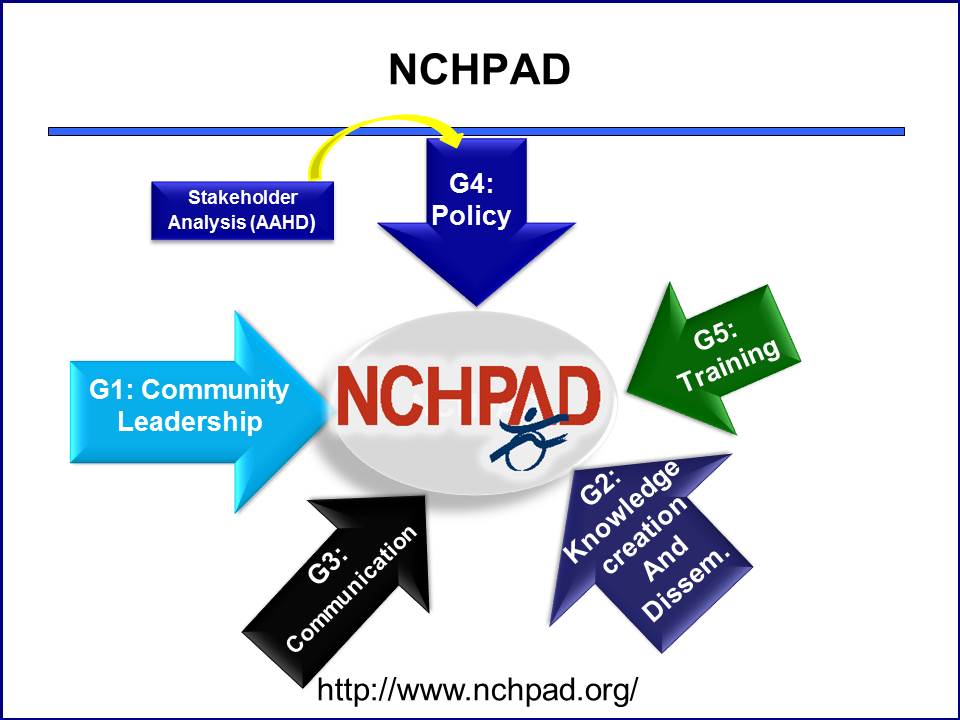 NCHPAD
Stakeholder
Analysis (AAHD)
G4:
Policy
G5:
Training
G1: Community
Leadership
NCHPAD
G2:
Knowledge
creation
And
Dissem.
G3:
Communication
http://www.nchpad.org/